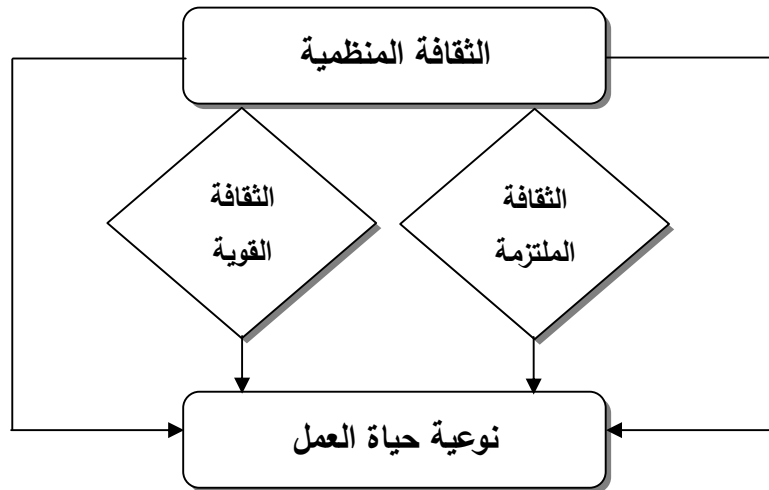 الثقافة المنظمية
الثقافة
الملتزمة
الثقافة
القوية
نوعية حياة العمل